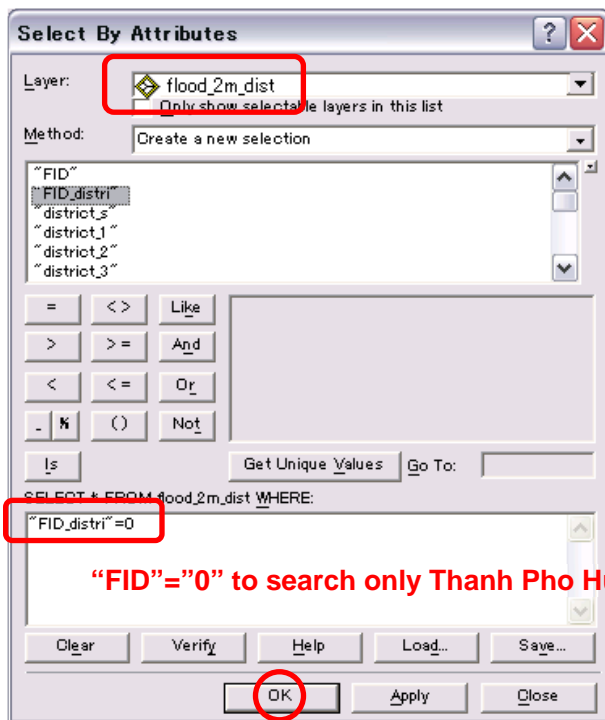 Select By Attributes
Layer: flood_2m_dist
Only show selectable layers in this list
Method: Create a new selection
"FID"
"FID_distri"
"district_s"
"district_1"
"district_2"
"district_3"
= <> Like
> >= And
< <= Or
_ % () Not
Is Get Unique Values Go To:
SELECT * FROM flood_2m_dist WHERE:
"FID_distri"=0
“FID”=”0” to search only Thanh Pho
Clear Verify Help Load... Save...
OK Apply Close